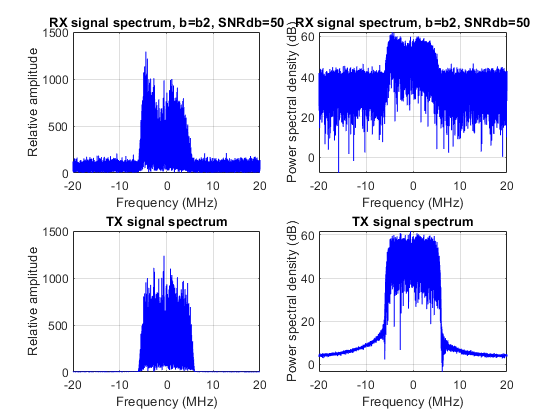 RX signal spectrum, b=b2, SNRdb=50
RX signal spectrum, b=b2, SNRdb=50
1500
1000
500
0
Relative amplitude
-20 -10 0 10 20
Frequency (MHz)
60
40
20
0
Power spectral density (dB)
-20 -10 0 10 20
Frequency (MHz)
TX signal spectrum
TX signal spectrum
1500
1000
500
0
Relative amplitude
-20 -10 0 10 20
Frequency (MHz)
60
40
20
0
Power spectral density (dB)
-20 -10 0 10 20
Frequency (MHz)